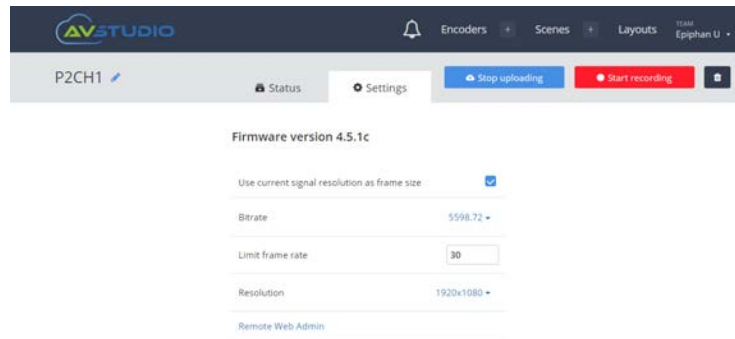 AVSTUDIO
Encoders + Scenes + Layouts TEAM Epiphan U
P2CH1 Status Settings Stop uploading Start recording
Firmware version 4.5.1c
Use current signal resolution as frame size
Bitrate 5598.72
Limit frame rate 30
Resolution 1920x1080
Remote Web Admin